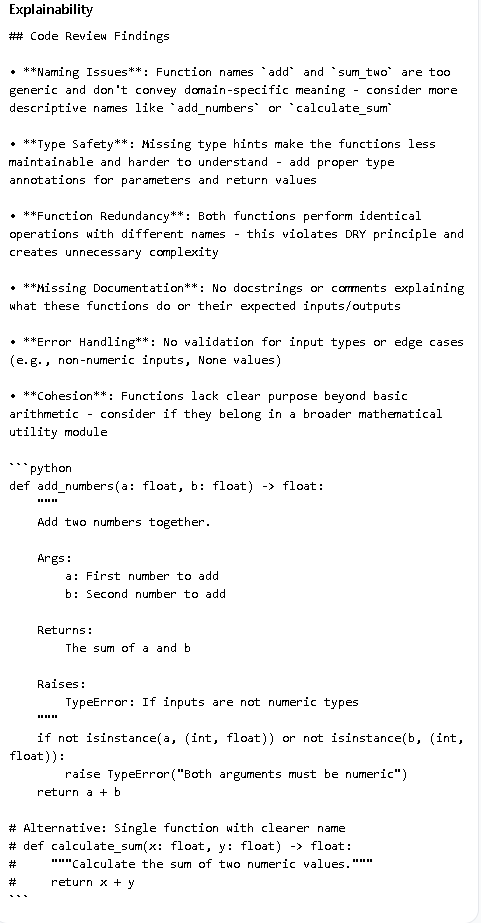 Explainability
## Code Review Findings
• **Naming Issues**: Function names `add` and `sum_two` are too
generic and don't convey domain-specific meaning - consider more
descriptive names like `add_numbers` or `calculate_sum`
• **Type Safety**: Missing type hints make the functions less
maintainable and harder to understand - add proper type
annotations for parameters and return values
• **Function Redundancy**: Both functions perform identical
operations with different names - this violates DRY principle and
creates unnecessary complexity
• **Missing Documentation**: No docstrings or comments explaining
what these functions do or their expected inputs/outputs
• **Error Handling**: No validation for input types or edge cases
(e.g., non-numeric inputs, None values)
• **Cohesion**: Functions lack clear purpose beyond basic
arithmetic - consider if they belong in a broader mathematical
utility module
```python
def add_numbers(a: float, b: float) -> float:
    """
    Add two numbers together.
    Args:
        a: First number to add
        b: Second number to add
    Returns:
        The sum of a and b
    Raises:
        TypeError: If inputs are not numeric types
    """
    if not isinstance(a, (int, float)) or not isinstance(b, (int,
float)):
        raise TypeError("Both arguments must be numeric")
    return a + b
# Alternative: Single function with clearer name
# def calculate_sum(x: float, y: float) -> float:
#     """Calculate the sum of two numeric values."""
#     return x + y
```